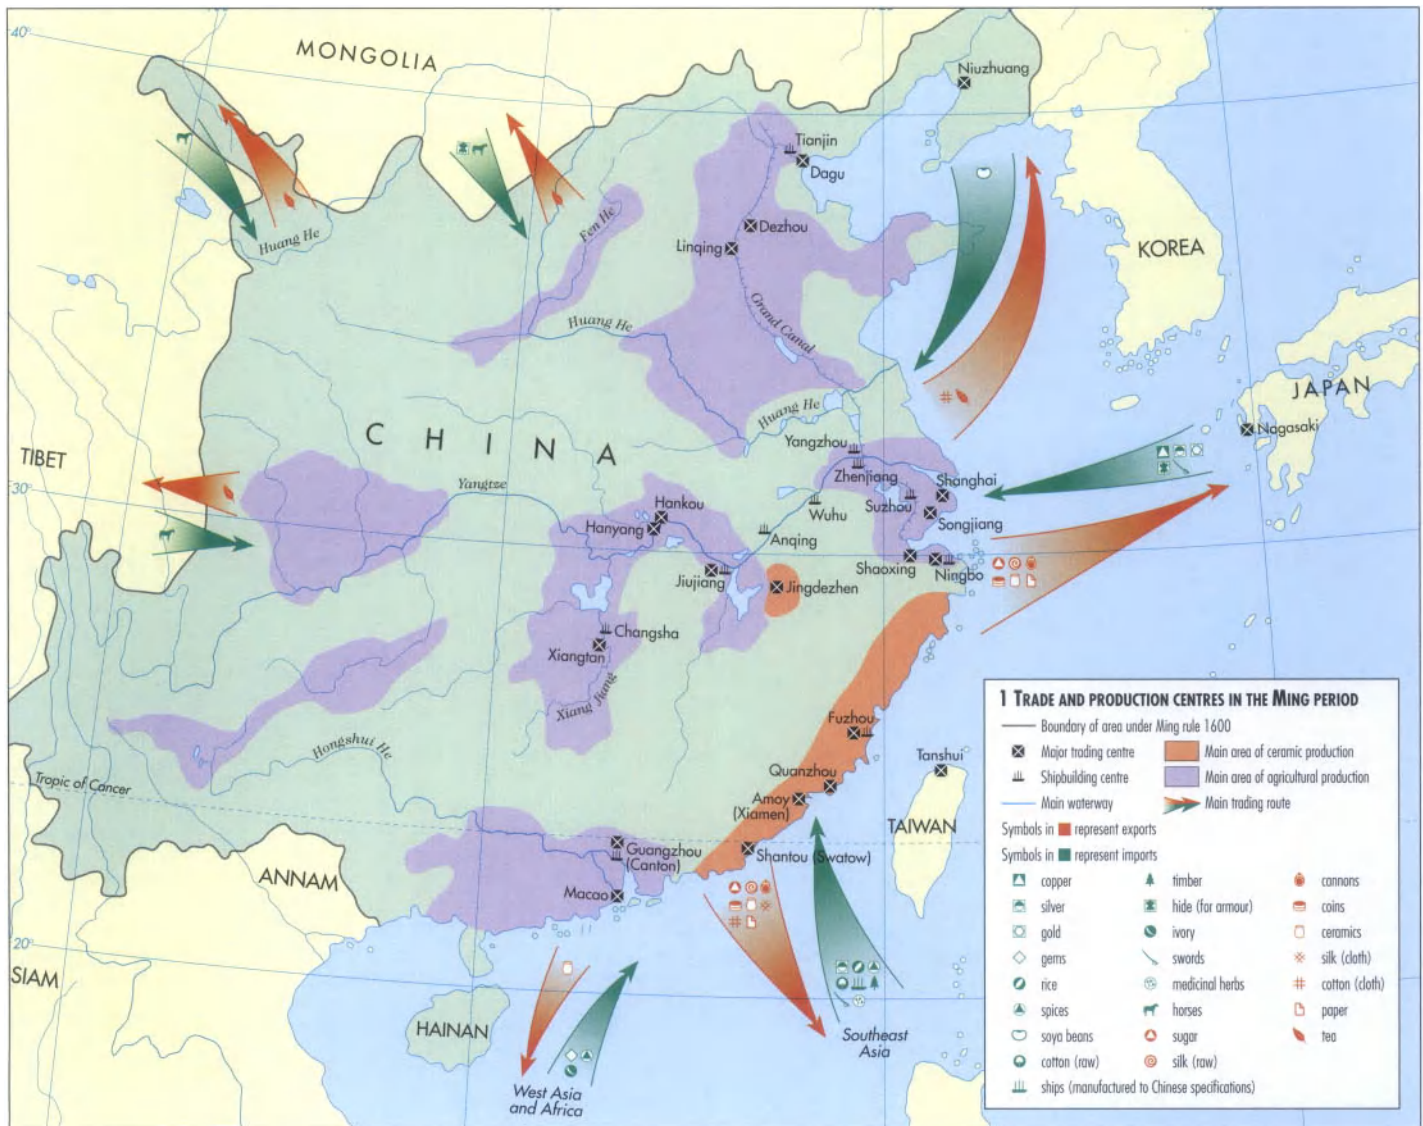 40°
MONGOLIA
Niuzhuang
Tianjin
Dagu
Huang He
Fen He
Dezhou
Linqing
KOREA
Grand Canal
Huang He
JAPAN
Huang He
Nagasaki
CHINA
Yangzhou
TIBET
Zhenjiang
30°
Yangtze
Shanghai
Hankou
Suzhou
Wuhu
Songjiang
Hanyang
Anqing
Shaoxing
Ningbo
Jiujiang
Jingdezhen
Changsha
Xiangtan
Xiang Jiang
Fuzhou
Hongshui He
Tanshui
Quanzhou
Tropic of Cancer
Amoy
(Xiamen)
TAIWAN
Guangzhou
(Canton)
Shantou (Swatow)
ANNAM
Macao
20°
SIAM
HAINAN
Southeast
Asia
West Asia
and Africa
1 TRADE AND PRODUCTION CENTRES IN THE MING PERIOD
Boundary of area under Ming rule 1600
Major trading centre
Main area of ceramic production
Shipbuilding centre
Main area of agricultural production
Main waterway
Main trading route
Symbols in represent exports
Symbols in represent imports
copper
timber
cannons
silver
hide (for armour)
coins
gold
ivory
ceramics
gems
swords
silk (cloth)
rice
medicinal herbs
cotton (cloth)
spices
horses
paper
soya beans
sugar
tea
cotton (raw)
silk (raw)
ships (manufactured to Chinese specifications)